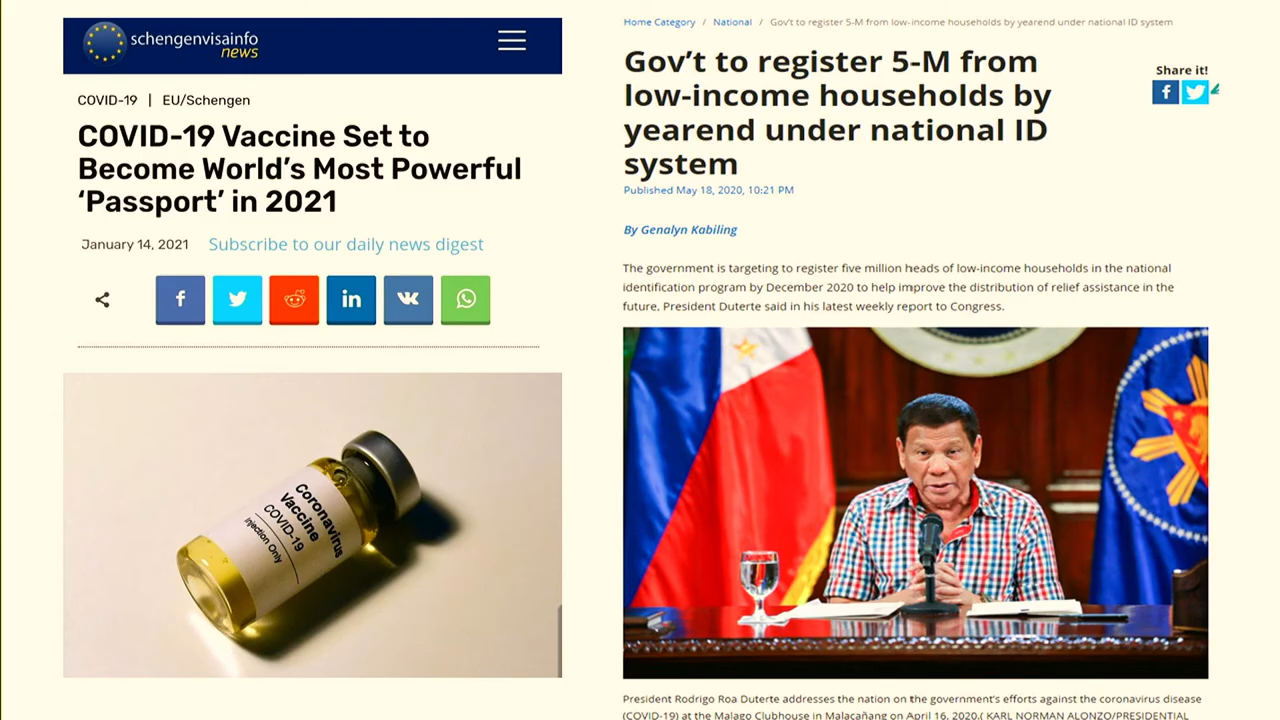 schengenvisainfo
news
COVID-19 | EU/Schengen
COVID-19 Vaccine Set to
Become World's Most Powerful
'Passport' in 2021
January 14, 2021 Subscribe to our daily news digest
f
in
Coronavirus
Vaccine
COVID-19
Injection Only
Home Category / National / Gov't to register 5-M from low-income households by yearend under national ID system
Gov't to register 5-M from
low-income households by
yearend under national ID
system
Share it!
f
Published May 18, 2020, 10:21 PM
By Genalyn Kabiling
The government is targeting to register five million heads of low-income households in the national
identification program by December 2020 to help improve the distribution of relief assistance in the
future, President Duterte said in his latest weekly report to Congress.
President Rodrigo Roa Duterte addresses the nation on the government's efforts against the coronavirus disease
(COVID-19) at the Malago Clubhouse in Malacañang on April 16, 2020.( KARL NORMAN ALONZO/PRESIDENTIAL